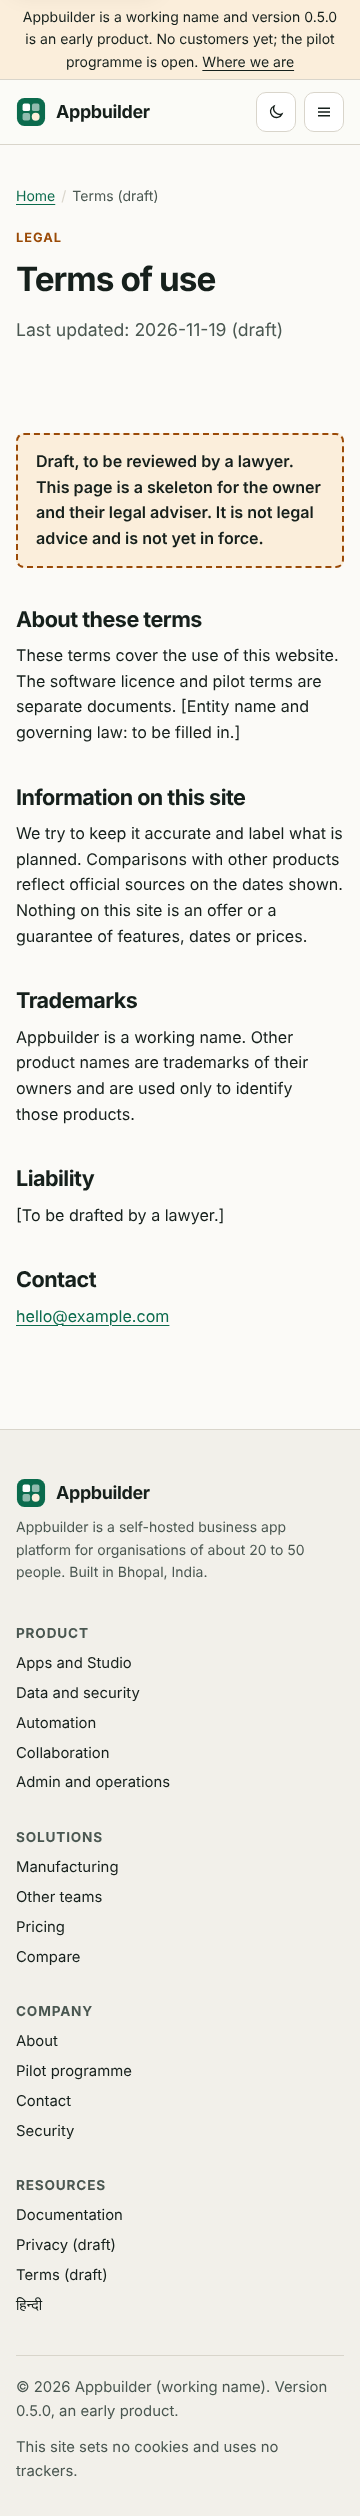 Appbuilder is a working name and version 0.5.0
is an early product. No customers yet; the pilot
programme is open. Where we are
Appbuilder
Home / Terms (draft)
LEGAL
Terms of use
Last updated: 2026-11-19 (draft)
Draft, to be reviewed by a lawyer.
This page is a skeleton for the owner
and their legal adviser. It is not legal
advice and is not yet in force.
About these terms
These terms cover the use of this website.
The software licence and pilot terms are
separate documents. [Entity name and
governing law: to be filled in.]
Information on this site
We try to keep it accurate and label what is
planned. Comparisons with other products
reflect official sources on the dates shown.
Nothing on this site is an offer or a
guarantee of features, dates or prices.
Trademarks
Appbuilder is a working name. Other
product names are trademarks of their
owners and are used only to identify
those products.
Liability
[To be drafted by a lawyer.]
Contact
hello@example.com
Appbuilder
Appbuilder is a self-hosted business app
platform for organisations of about 20 to 50
people. Built in Bhopal, India.
PRODUCT
Apps and Studio
Data and security
Automation
Collaboration
Admin and operations
SOLUTIONS
Manufacturing
Other teams
Pricing
Compare
COMPANY
About
Pilot programme
Contact
Security
RESOURCES
Documentation
Privacy (draft)
Terms (draft)
हिन्दी
© 2026 Appbuilder (working name). Version
0.5.0, an early product.
This site sets no cookies and uses no
trackers.